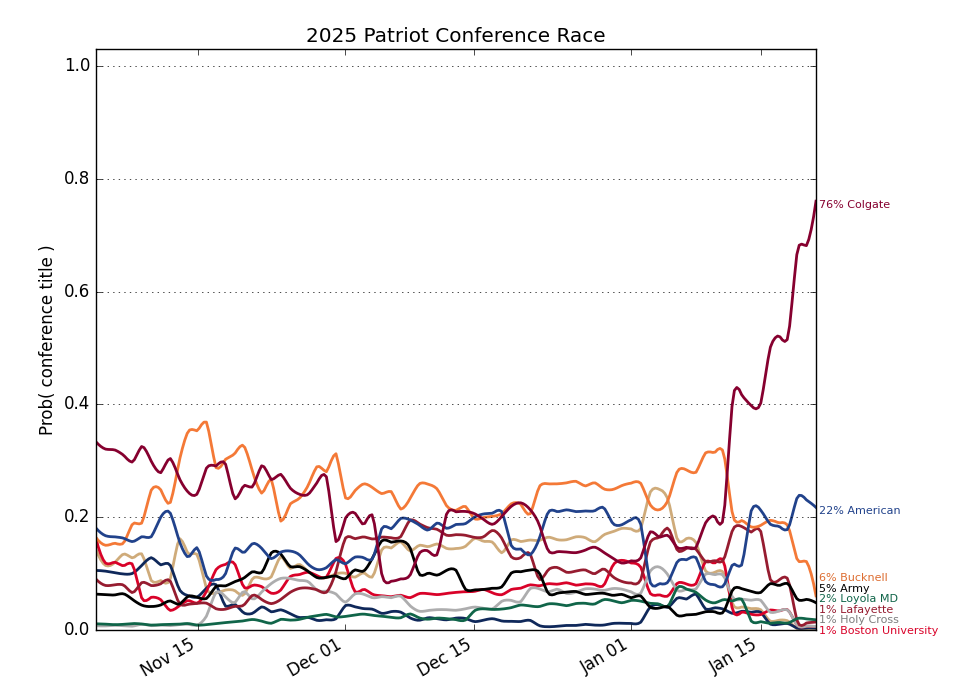 2025 Patriot Conference Race
Prob( conference title )
1.0
0.8
0.6
0.4
0.2
0.0
Nov 15
Dec 01
Dec 15
Jan 01
Jan 15
76% Colgate
22% American
6% Bucknell
5% Army
2% Loyola MD
1% Lafayette
1% Holy Cross
1% Boston University